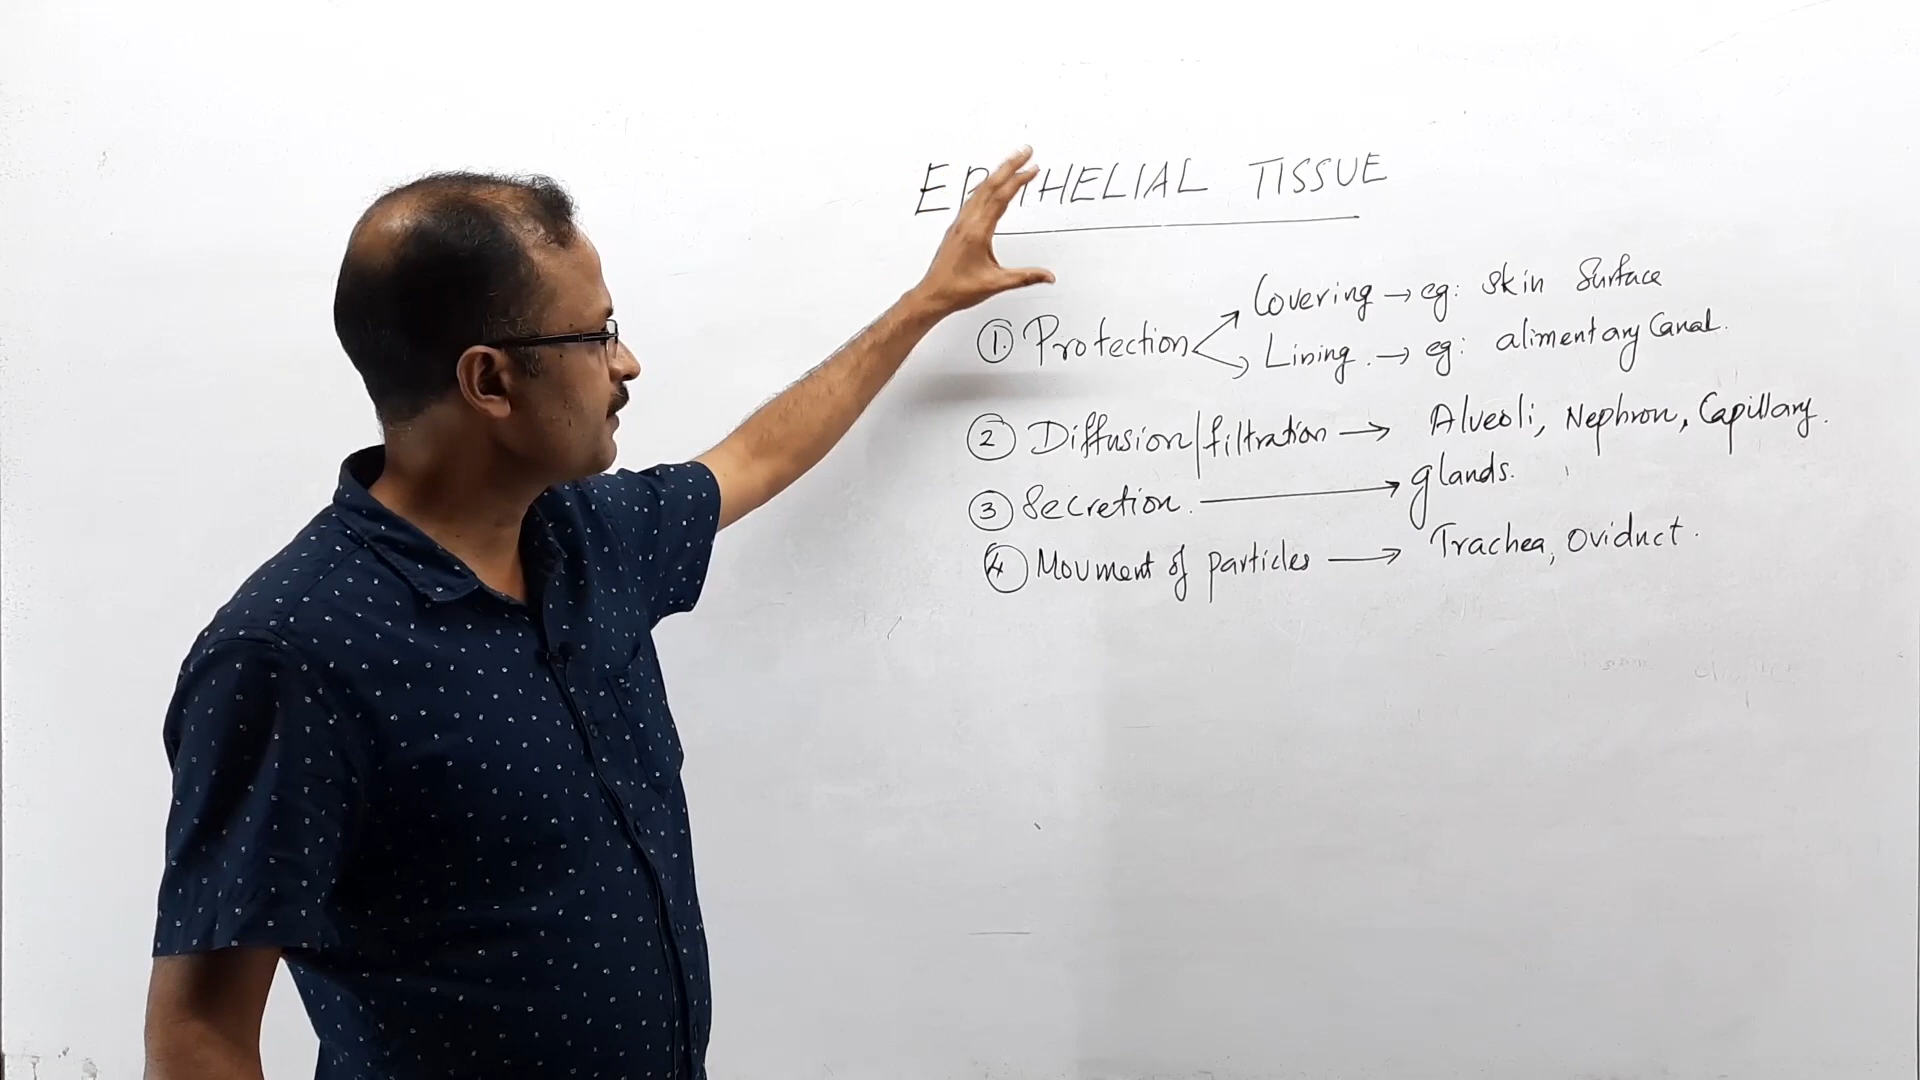 EPITHELIAL TISSUE
Covering → eg: Skin Surface
① Protection
Lining → eg: alimentary Canal.
② Diffusion/filtration → Alveoli, Nephron, Capillary.
③ Secretion. → glands.
④ Movment of particles → Trachea, Oviduct.